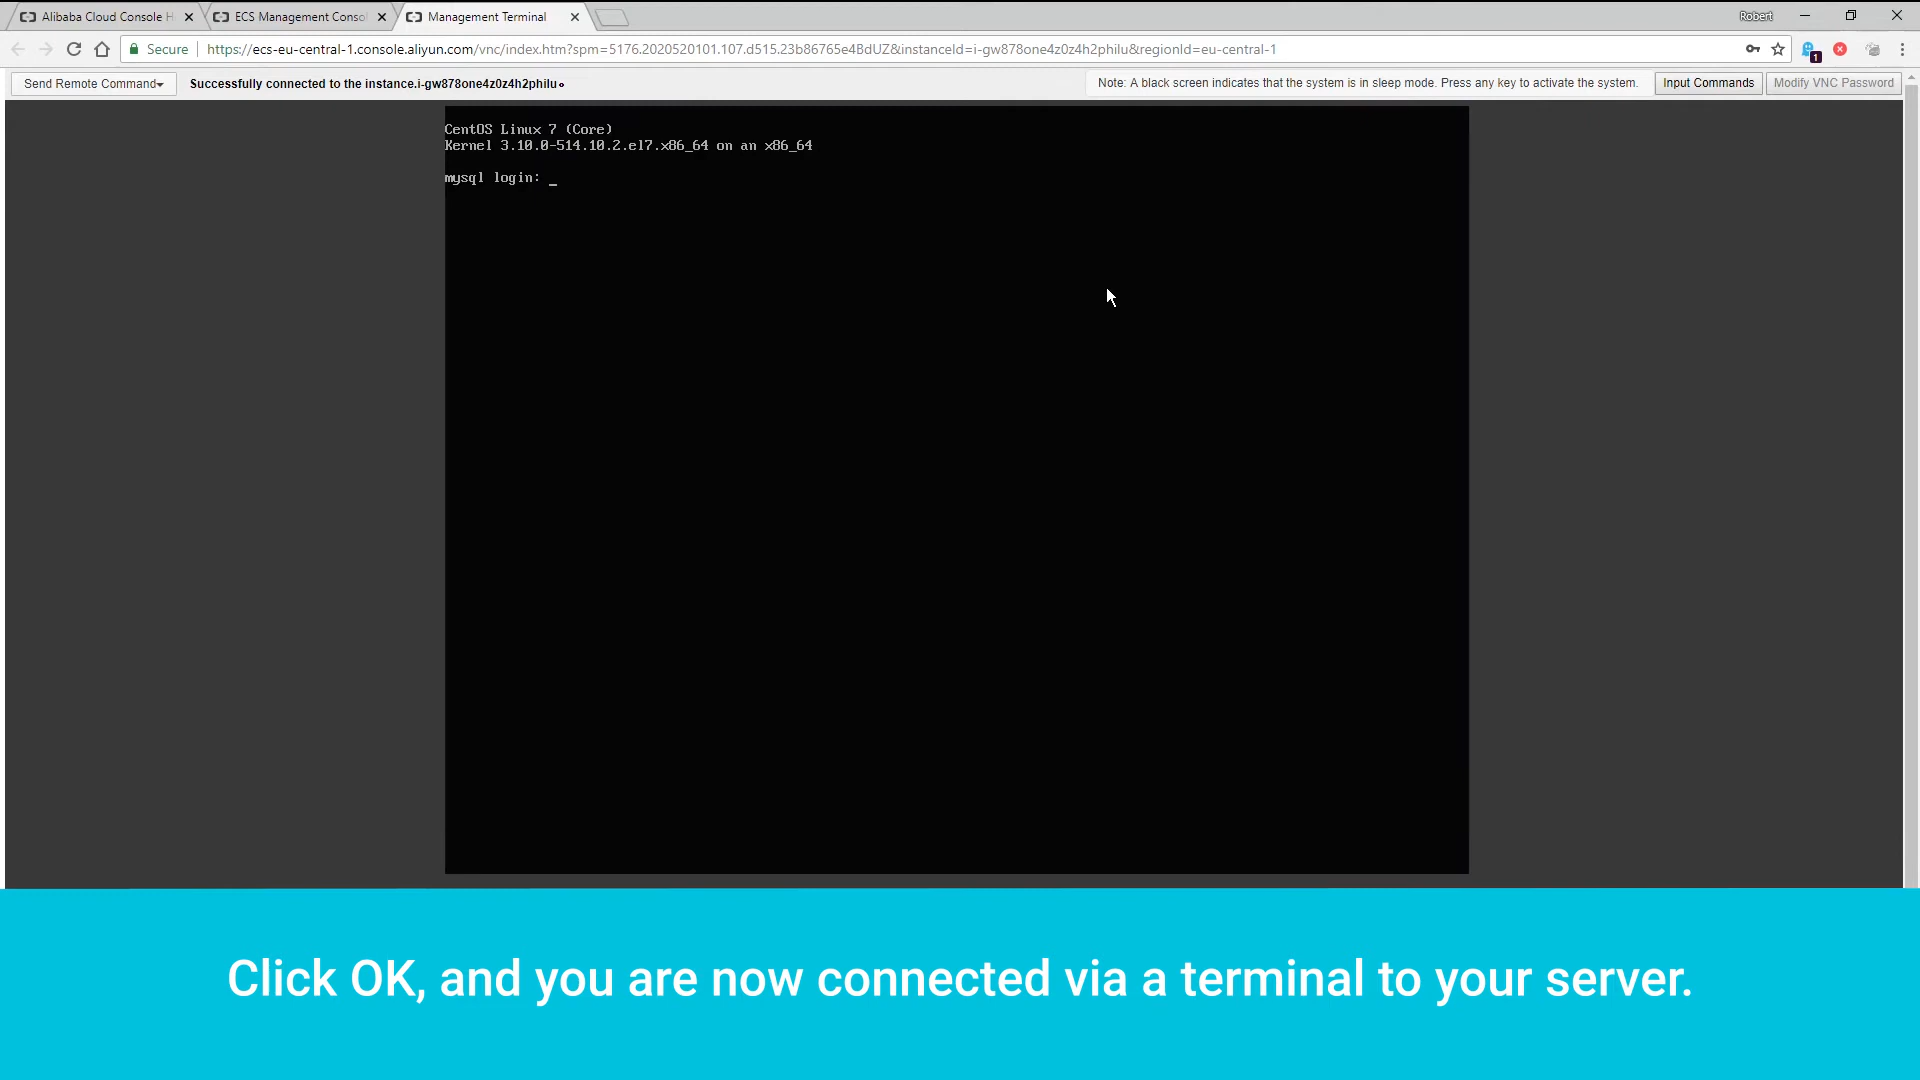 Alibaba Cloud Console H
ECS Management Consol
Management Terminal
Robert
Secure
https://ecs-eu-central-1.console.aliyun.com/vnc/index.htm?spm=5176.2020520101.107.d515.23b86765e4BdUZ&instanceId=i-gw878one4z0z4h2philu&regionId=eu-central-1
1
Send Remote Command
Successfully connected to the instance.i-gw878one4z0z4h2philu。
Note: A black screen indicates that the system is in sleep mode. Press any key to activate the system.
Input Commands
Modify VNC Password
CentOS Linux 7 (Core)
Kernel 3.10.0-514.10.2.el7.x86_64 on an x86_64
mysql login: _
Click OK, and you are now connected via a terminal to your server.